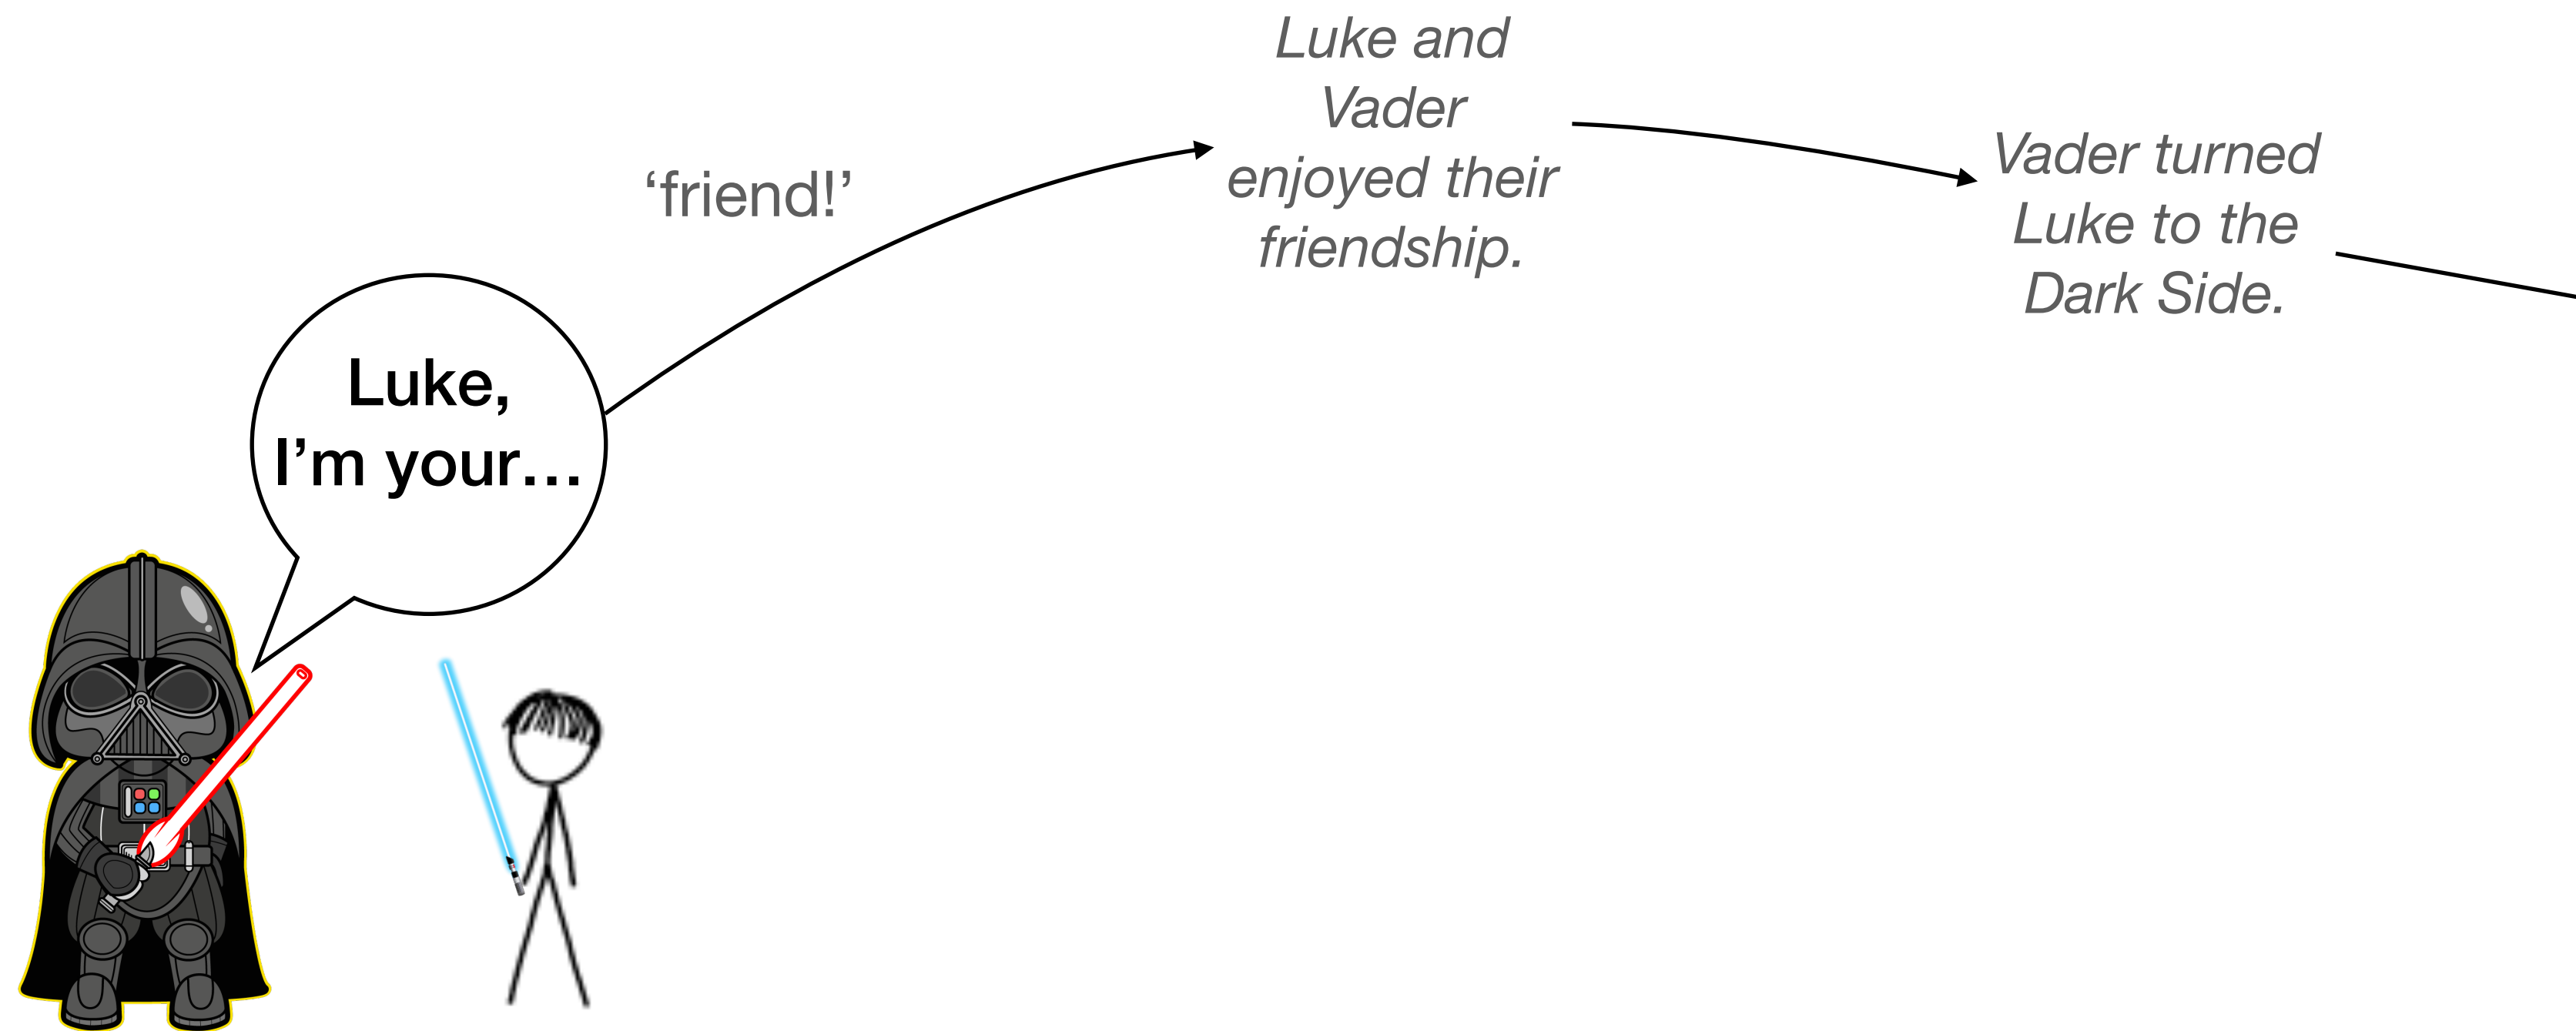 Luke and
Vader
enjoyed their
friendship.
‘friend!’
Vader turned
Luke to the
Dark Side.
Luke,
I’m your…